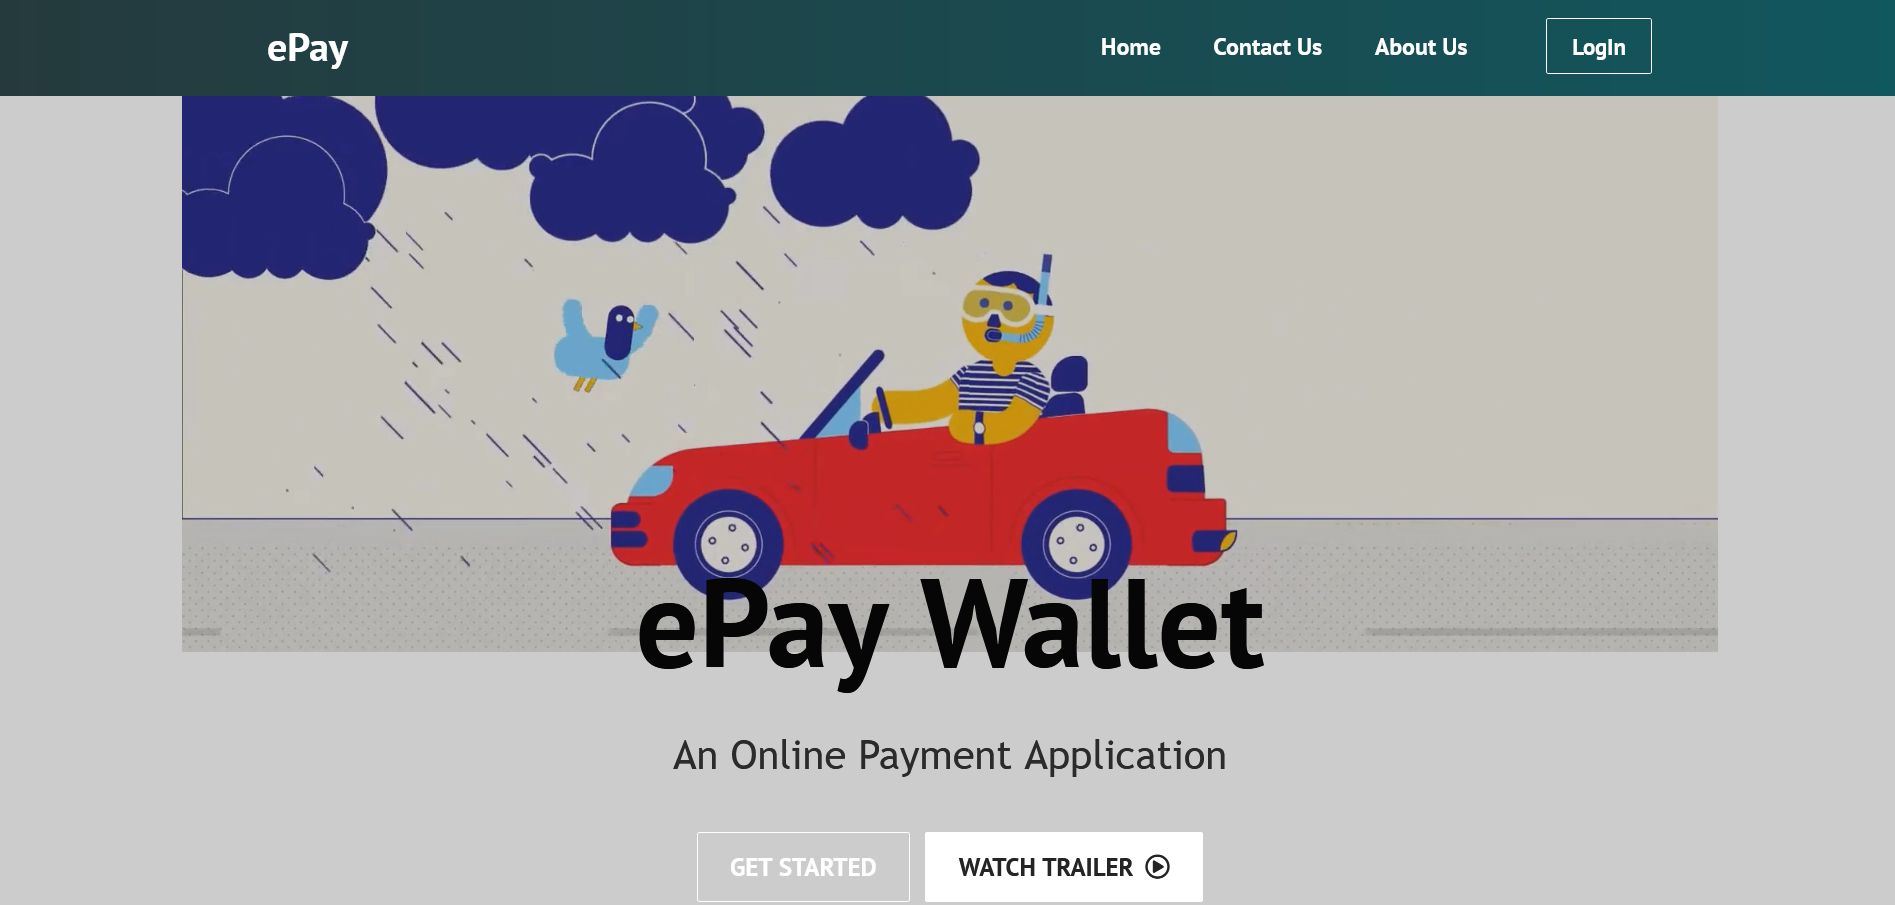 ePay
Home
Contact Us
About Us
LogIn
ePay Wallet
An Online Payment Application
GET STARTED
WATCH TRAILER